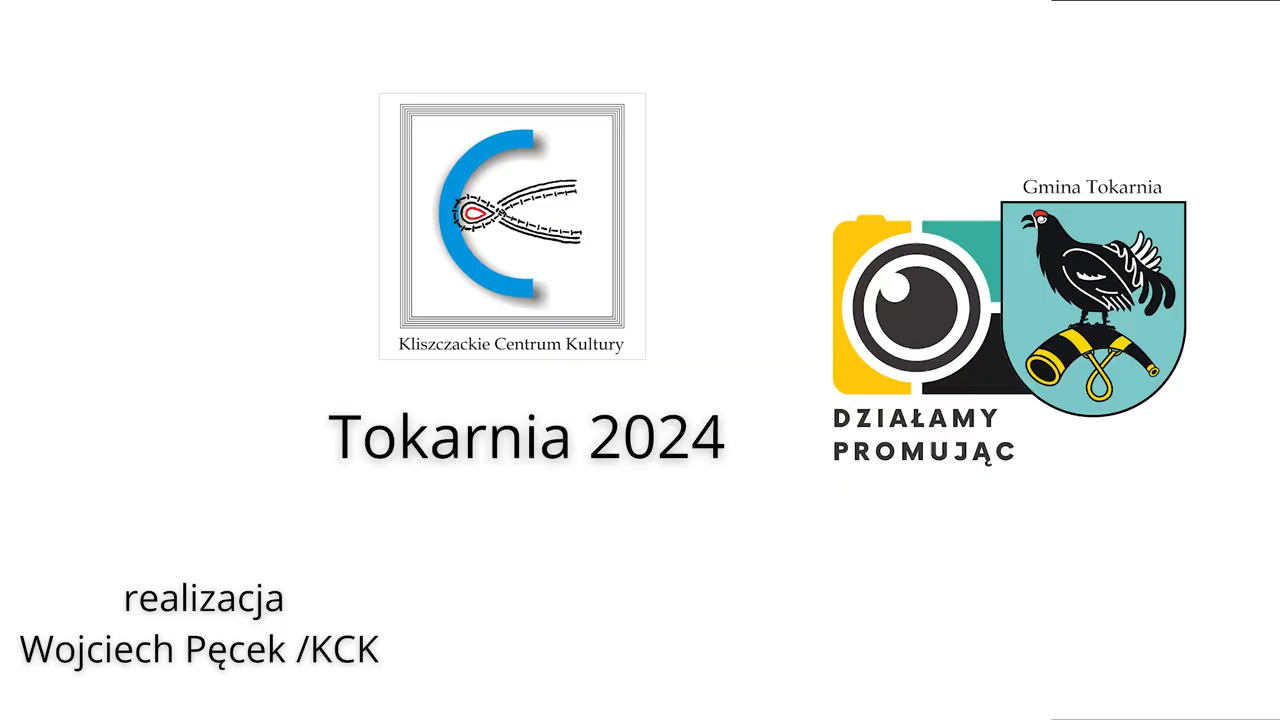 Kliszczackie Centrum Kultury
Tokarnia 2024
Gmina Tokarnia
DZIAŁAMY
PROMUJĄC
realizacja
Wojciech Pęcek /KCK